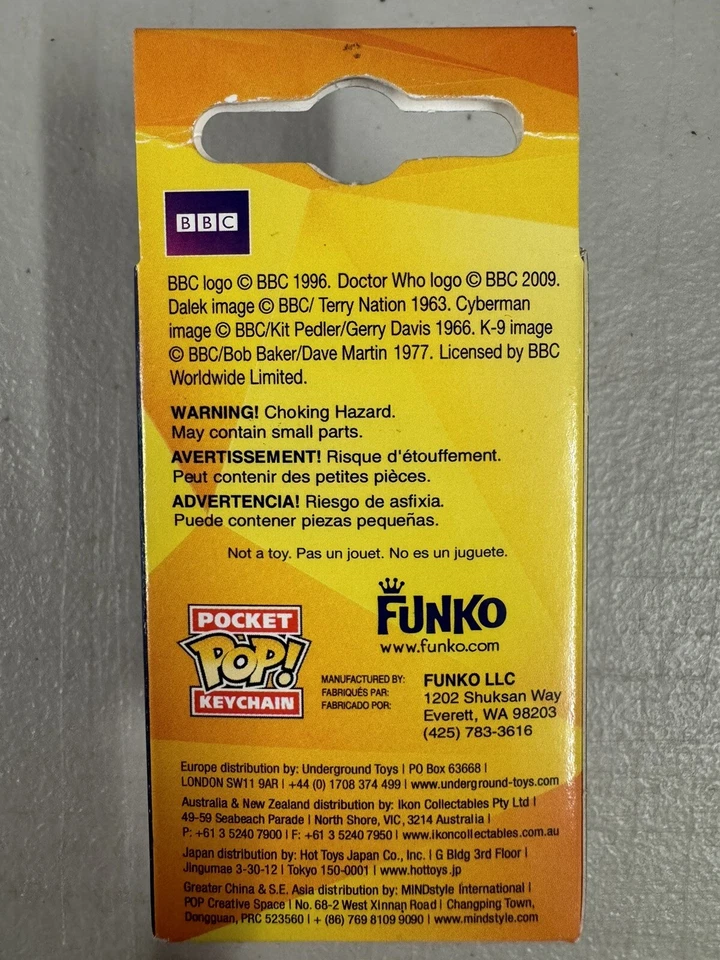 BBC
BBC logo © BBC 1996. Doctor Who logo © BBC 2009.
Dalek image © BBC/ Terry Nation 1963. Cyberman
image © BBC/Kit Pedler/Gerry Davis 1966. K-9 image
© BBC/Bob Baker/Dave Martin 1977. Licensed by BBC
Worldwide Limited.
WARNING! Choking Hazard.
May contain small parts.
AVERTISSEMENT! Risque d'étouffement.
Peut contenir des petites pièces.
ADVERTENCIA! Riesgo de asfixia.
Puede contener piezas pequeñas.
Not a toy. Pas un jouet. No es un juguete.
POCKET
POP!
KEYCHAIN
FUNKO
www.funko.com
MANUFACTURED BY:
FABRIQUÉS PAR:
FABRICADO POR:
FUNKO LLC
1202 Shuksan Way
Everett, WA 98203
(425) 783-3616
Europe distribution by: Underground Toys | PO Box 63668 |
LONDON SW11 9AR | +44 (0) 1708 374 499 | www.underground-toys.com
Australia & New Zealand distribution by: Ikon Collectables Pty Ltd |
49-59 Seabeach Parade | North Shore, VIC, 3214 Australia |
P: +61 3 5240 7900 | F: +61 3 5240 7950 | www.ikoncollectables.com.au
Japan distribution by: Hot Toys Japan Co., Inc. | G Bldg 3rd Floor |
Jingumae 3-30-12 | Tokyo 150-0001 | www.hottoys.jp
Greater China & S.E. Asia distribution by: MINDstyle International |
POP Creative Space | No. 68-2 West Xinnan Road | Changping Town,
Dongguan, PRC 523560 | + (86) 769 8109 9090 | www.mindstyle.com